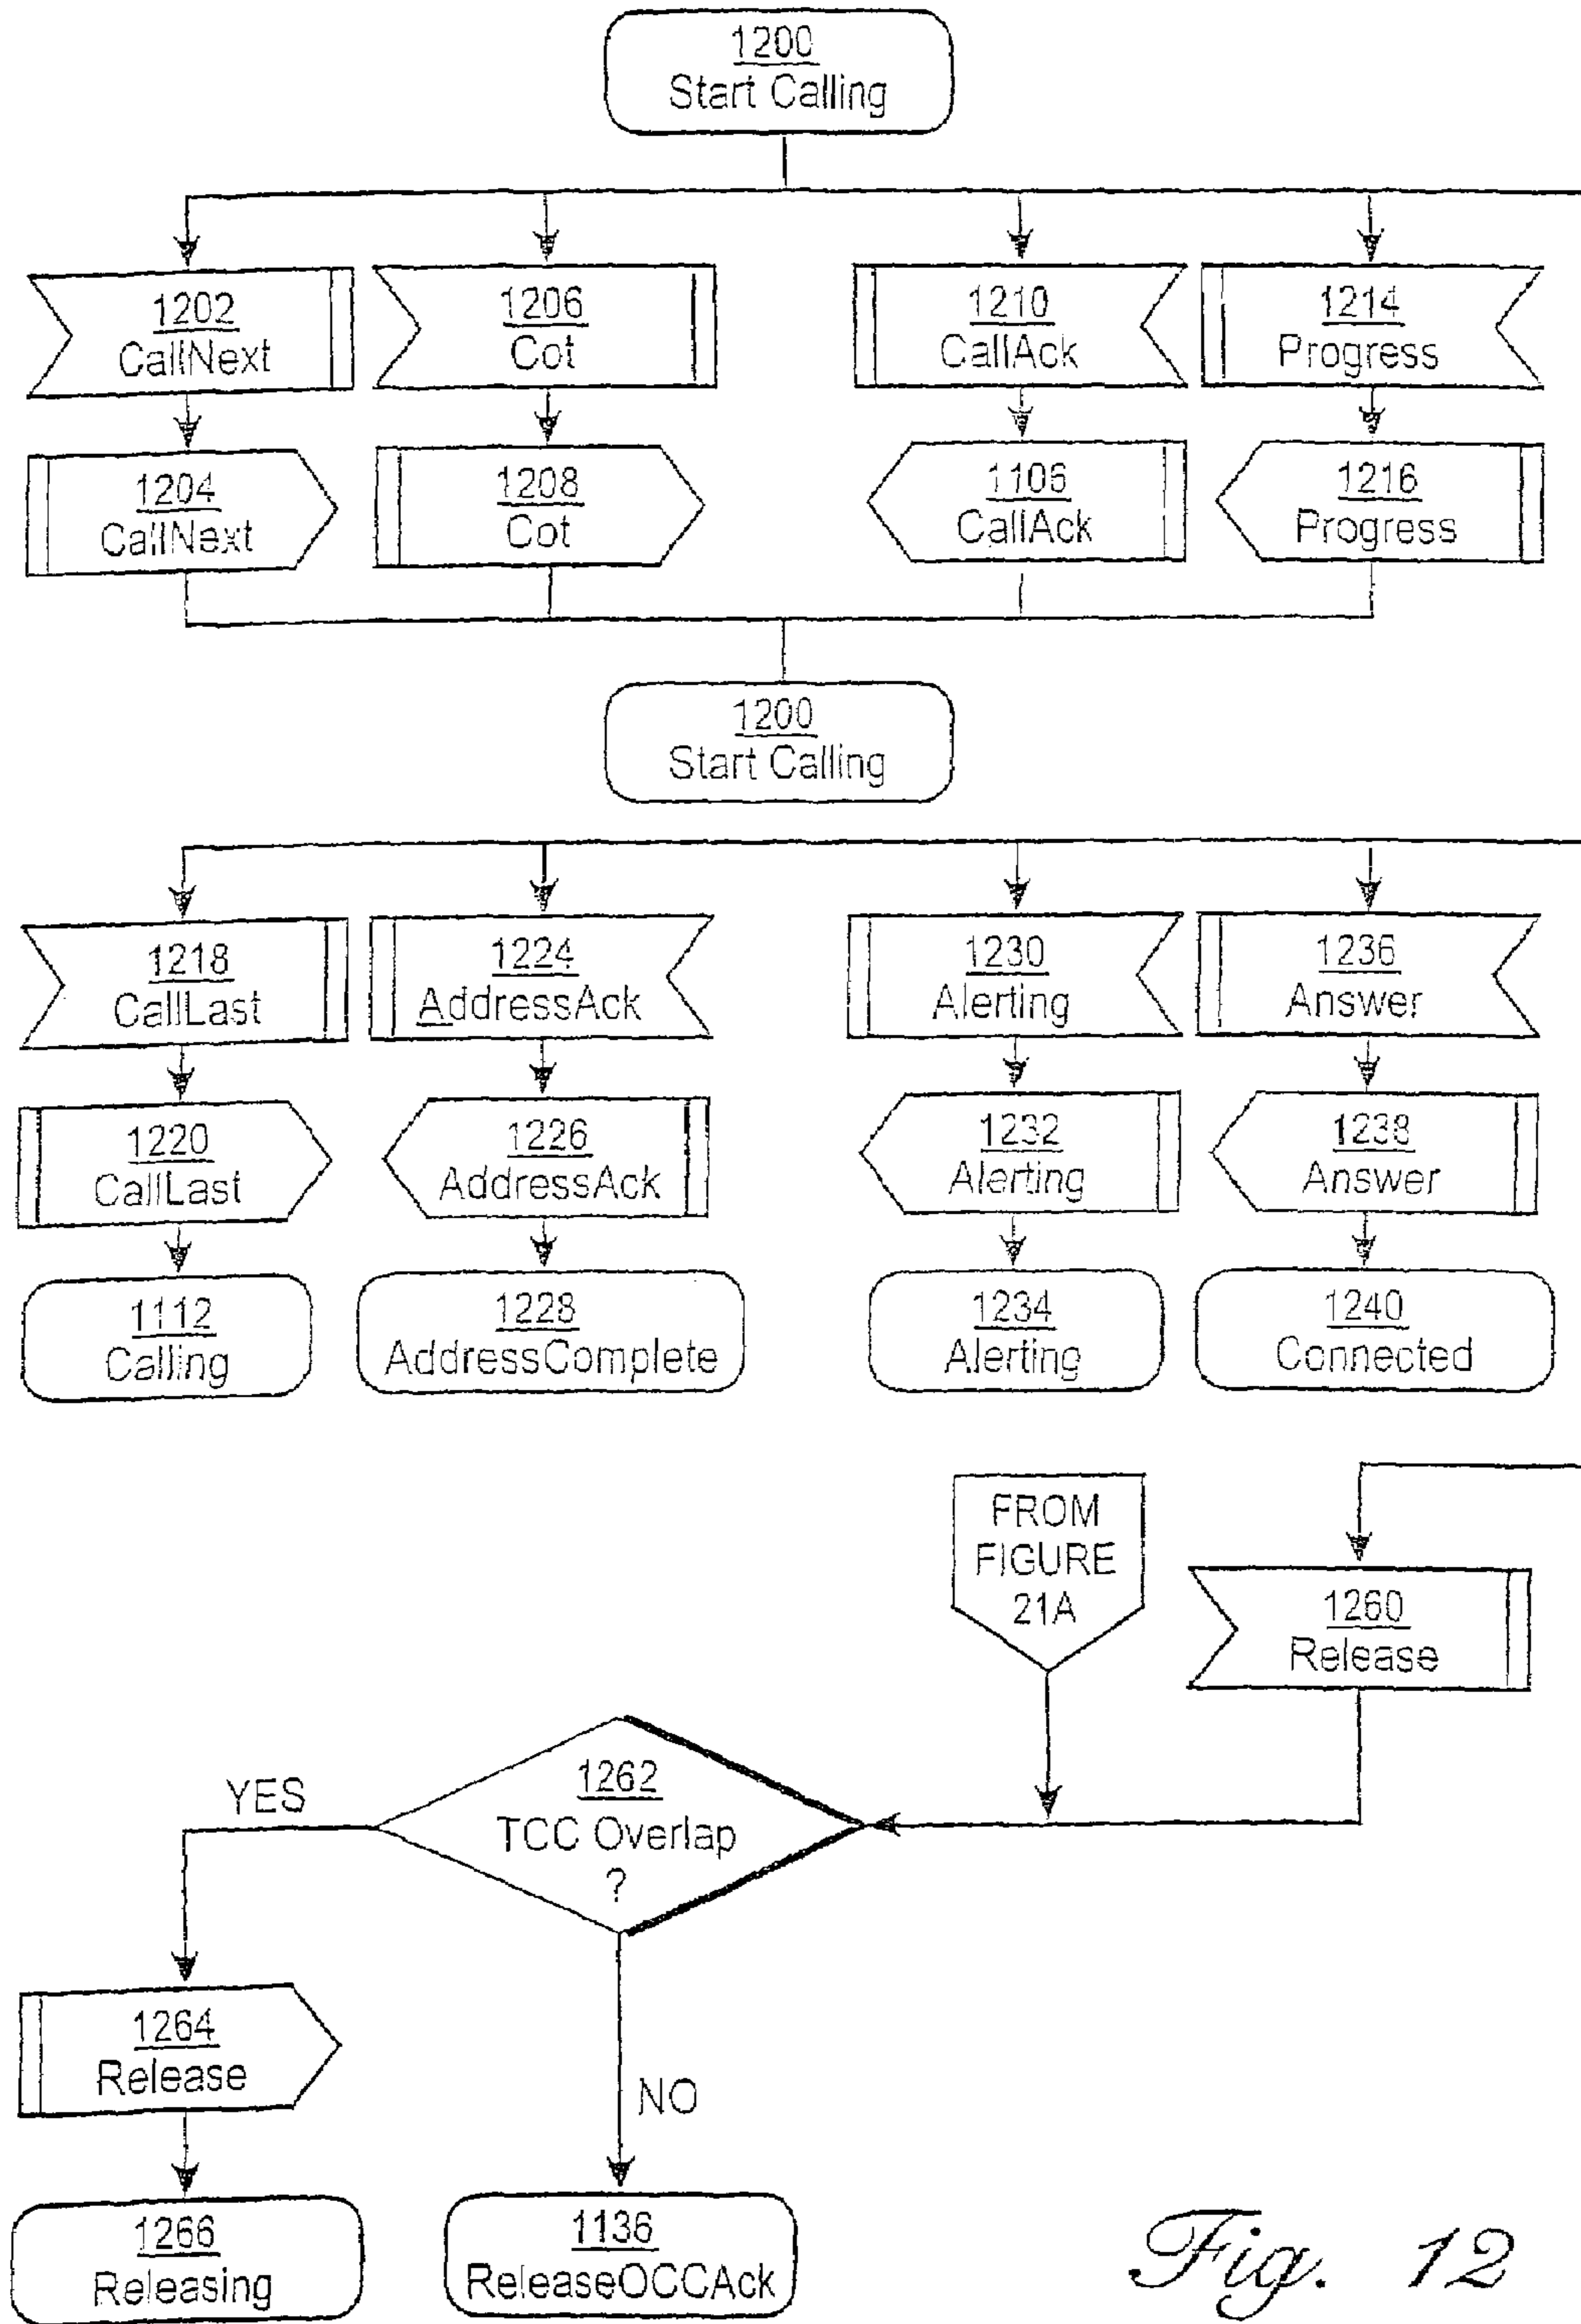 1200
Start Calling
1202
CallNext
1206
Cot
1210
CallAck
1214
Progress
1204
CallNext
1208
Cot
1106
CallAck
1216
Progress
1200
Start Calling
1218
CallLast
1224
AddressAck
1230
Alerting
1236
Answer
1220
CallLast
1226
AddressAck
1232
Alerting
1238
Answer
1112
Calling
1228
AddressComplete
1234
Alerting
1240
Connected
FROM
FIGURE
21A
1260
Release
YES
1262
TCC Overlap
?
1264
Release
NO
1266
Releasing
1136
ReleaseOCCAck
Fig. 12